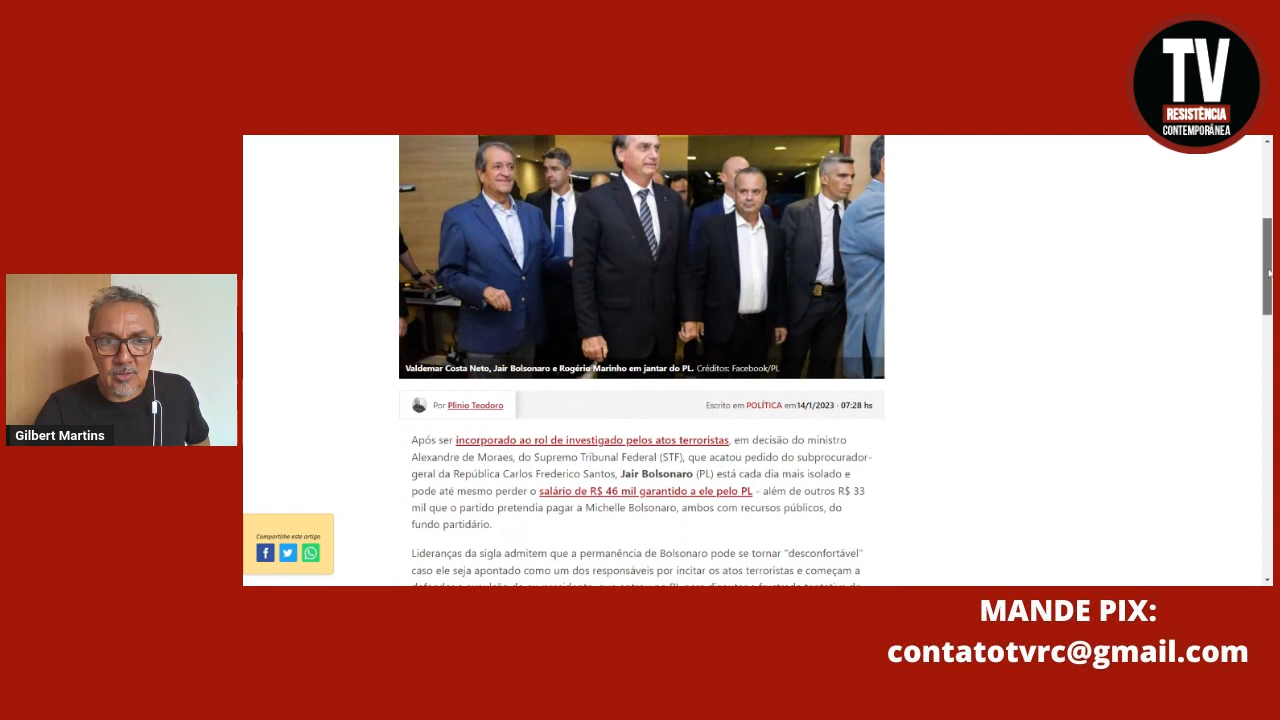 TV
RESISTÊNCIA
CONTEMPORÂNEA
Valdemar Costa Neto, Jair Bolsonaro e Rogério Marinho em jantar do PL. Créditos: Facebook/PL
Por Plinio Teodoro
Escrito em POLÍTICA em14/1/2023 · 07:28 hs
Após ser incorporado ao rol de investigado pelos atos terroristas, em decisão do ministro
Alexandre de Moraes, do Supremo Tribunal Federal (STF), que acatou pedido do subprocurador-
geral da República Carlos Frederico Santos, Jair Bolsonaro (PL) está cada dia mais isolado e
pode até mesmo perder o salário de R$ 46 mil garantido a ele pelo PL - além de outros R$ 33
mil que o partido pretendia pagar a Michelle Bolsonaro, ambos com recursos públicos, do
fundo partidário.
Lideranças da sigla admitem que a permanência de Bolsonaro pode se tornar "desconfortável"
caso ele seja apontado como um dos responsáveis por incitar os atos terroristas e começam a
Gilbert Martins
Compartilhe este artigo
MANDE PIX:
contatotvrc@gmail.com